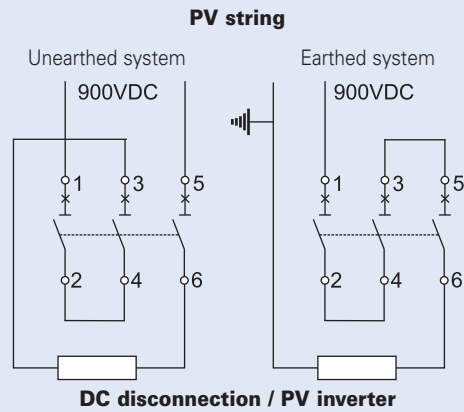 PV string
Unearthed system Earthed system
900VDC 900VDC
1 3 5 1 3 5
2 4 6 2 4 6
DC disconnection / PV inverter